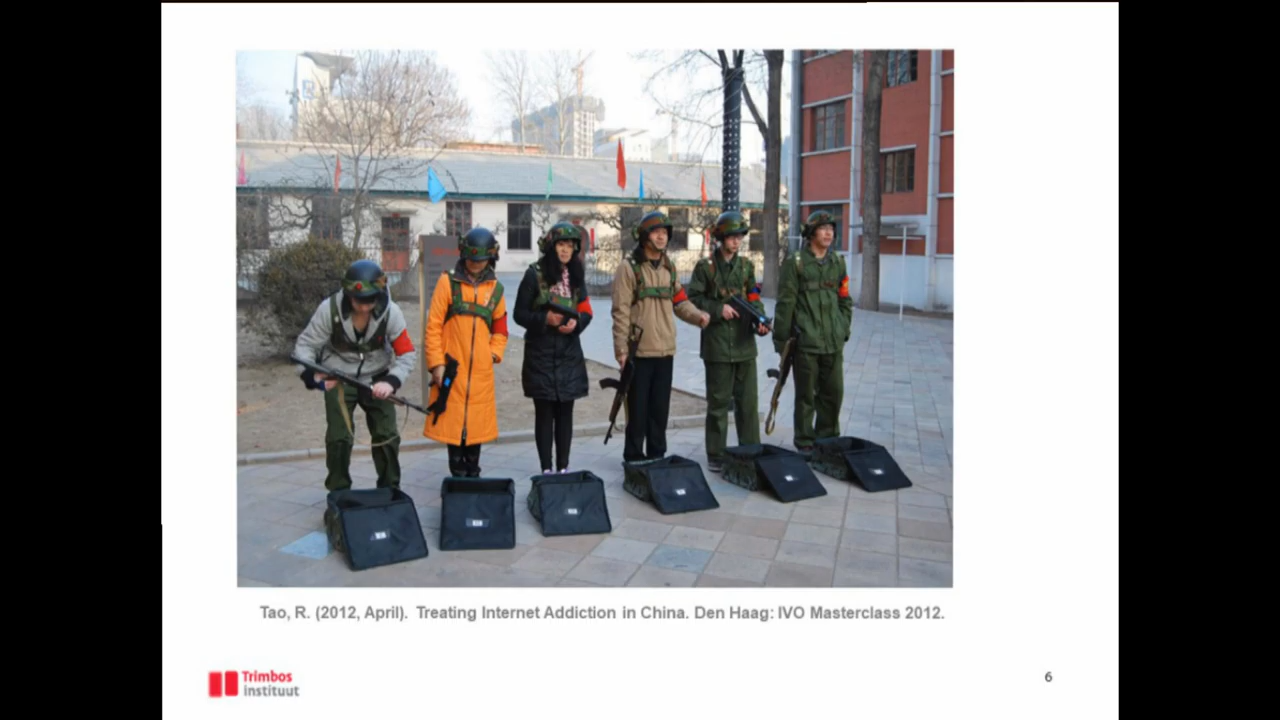 Tao, R. (2012, April). Treating Internet Addiction in China. Den Haag: IVO Masterclass 2012.
Trimbos
instituut
6